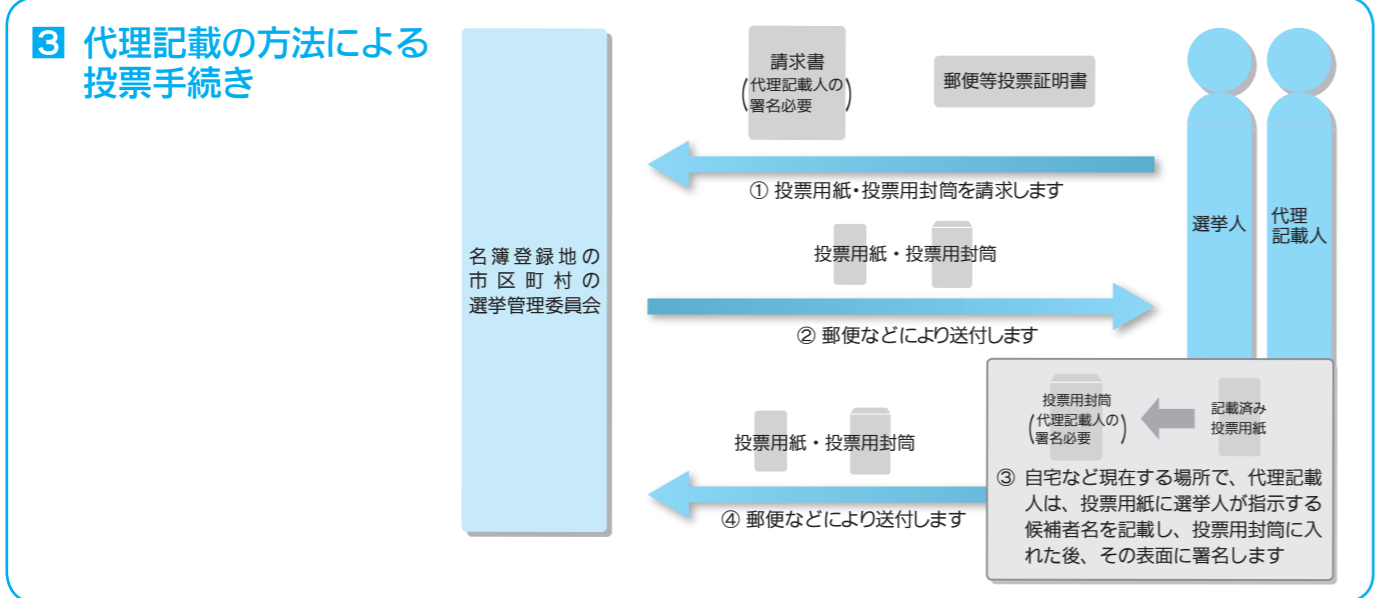 3 代理記載の方法による
投票手続き
請求書
(代理記載人の
署名必要)
郵便等投票証明書
① 投票用紙・投票用封筒を請求します
選挙人
代理
記載人
投票用紙・投票用封筒
名簿登録地の
市区町村の
選挙管理委員会
② 郵便などにより送付します
投票用封筒
(代理記載人の
署名必要)
記載済み
投票用紙
投票用紙・投票用封筒
③ 自宅など現在する場所で、代理記載
人は、投票用紙に選挙人が指示する
候補者名を記載し、投票用封筒に入
れた後、その表面に署名します
④ 郵便などにより送付します